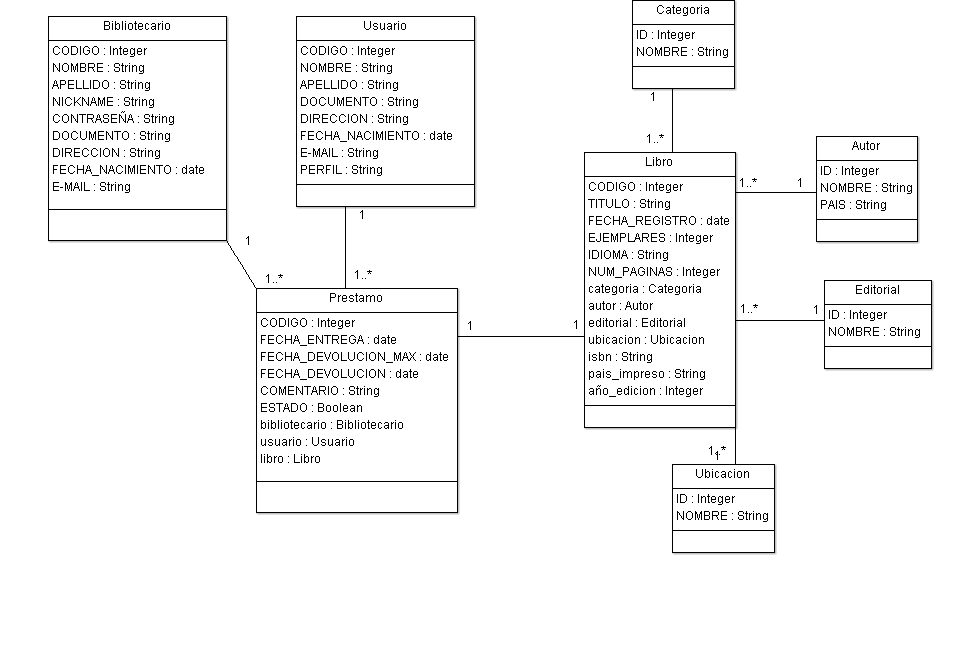 Bibliotecario
CODIGO : Integer
NOMBRE : String
APELLIDO : String
NICKNAME : String
CONTRASEÑA : String
DOCUMENTO : String
DIRECCION : String
FECHA_NACIMIENTO : date
E-MAIL : String
Usuario
CODIGO : Integer
NOMBRE : String
APELLIDO : String
DOCUMENTO : String
DIRECCION : String
FECHA_NACIMIENTO : date
E-MAIL : String
PERFIL : String
Categoria
ID : Integer
NOMBRE : String
1
1..*
Libro
CODIGO : Integer
TITULO : String
FECHA_REGISTRO : date
EJEMPLARES : Integer
IDIOMA : String
NUM_PAGINAS : Integer
categoria : Categoria
autor : Autor
editorial : Editorial
ubicacion : Ubicacion
isbn : String
pais_impreso : String
año_edicion : Integer
1..*
1
Autor
ID : Integer
NOMBRE : String
PAIS : String
1..*
1
Editorial
ID : Integer
NOMBRE : String
1
1..*
1
1..*
Prestamo
CODIGO : Integer
FECHA_ENTREGA : date
FECHA_DEVOLUCION_MAX : date
FECHA_DEVOLUCION : date
COMENTARIO : String
ESTADO : Boolean
bibliotecario : Bibliotecario
usuario : Usuario
libro : Libro
1
1
1..*
1
Ubicacion
ID : Integer
NOMBRE : String